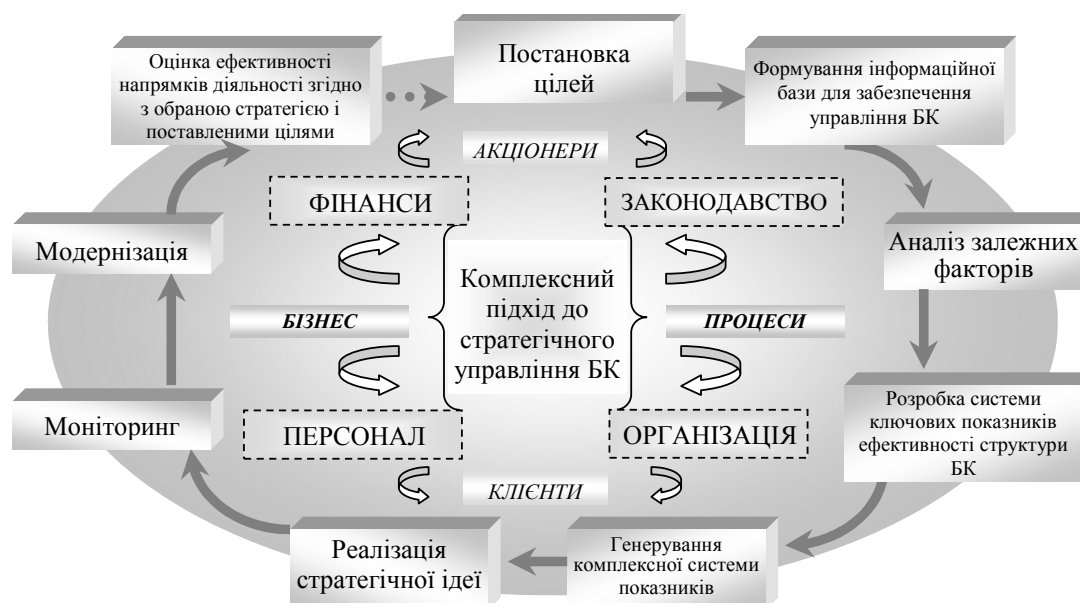 Постановка
цілей
Оцінка ефективності
напрямків діяльності згідно
з обраною стратегією і
поставленими цілями
Формування інформаційної
бази для забезпечення
управління БК
АКЦІОНЕРИ
ФІНАНСИ
ЗАКОНОДАВСТВО
Модернізація
Аналіз залежних
факторів
Комплексний
підхід до
стратегічного
управління БК
БІЗНЕС
ПРОЦЕСИ
Моніторинг
Розробка системи
ключових показників
ефективності структури
БК
ПЕРСОНАЛ
ОРГАНІЗАЦІЯ
КЛІЄНТИ
Реалізація
стратегічної ідеї
Генерування
комплексної системи
показників